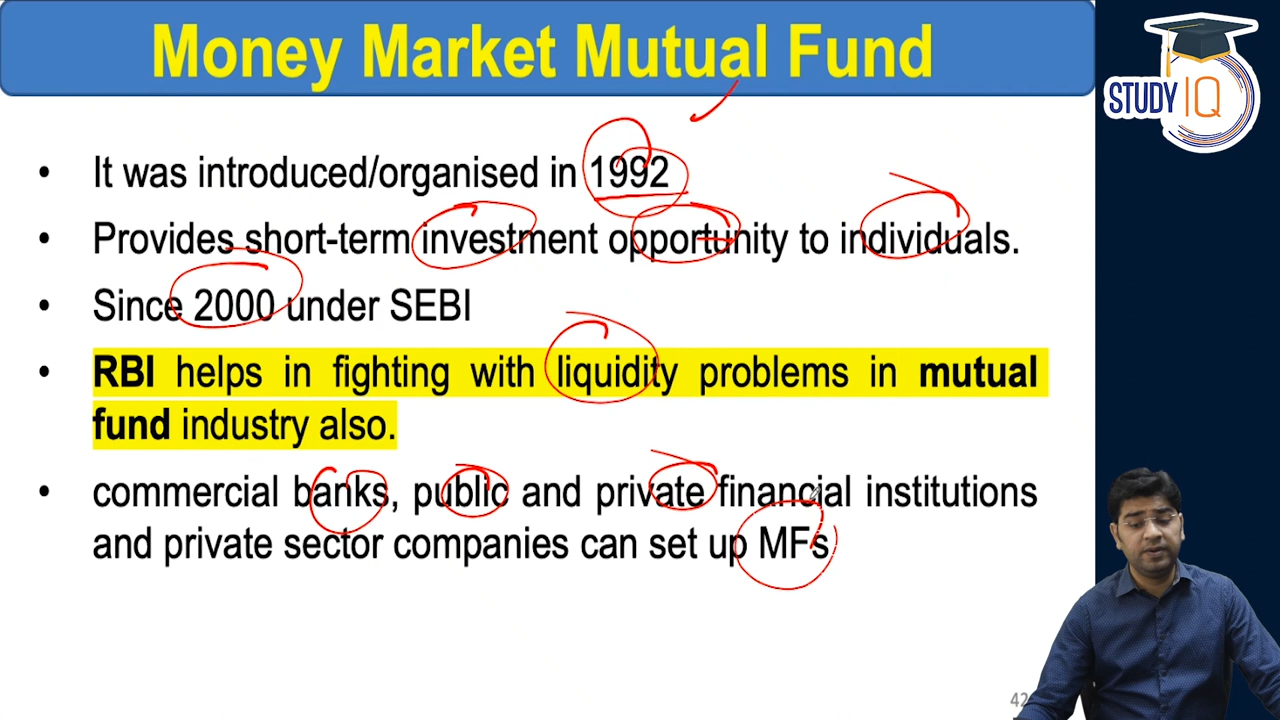 Money Market Mutual Fund
STUDY IQ
• It was introduced/organised in 1992
• Provides short-term investment opportunity to individuals.
• Since 2000 under SEBI
• RBI helps in fighting with liquidity problems in mutual
fund industry also.
• commercial banks, public and private financial institutions
and private sector companies can set up MFs
42